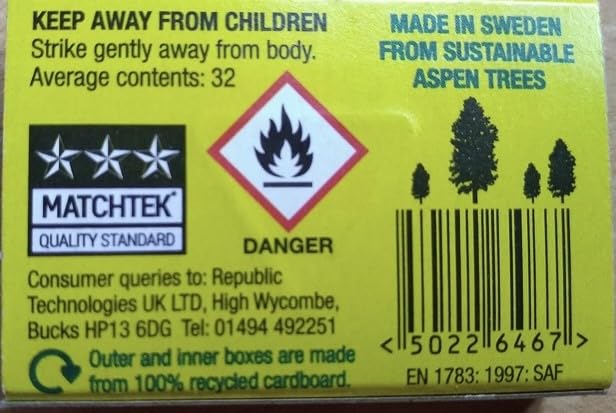 KEEP AWAY FROM CHILDREN
Strike gently away from body.
Average contents: 32
MADE IN SWEDEN
FROM SUSTAINABLE
ASPEN TREES
MATCHTEK
QUALITY STANDARD
DANGER
Consumer queries to: Republic
Technologies UK LTD, High Wycombe,
Bucks HP13 6DG Tel: 01494 492251
Outer and inner boxes are made
from 100% recycled cardboard.
<5022 6467>
EN 1783: 1997: SAF